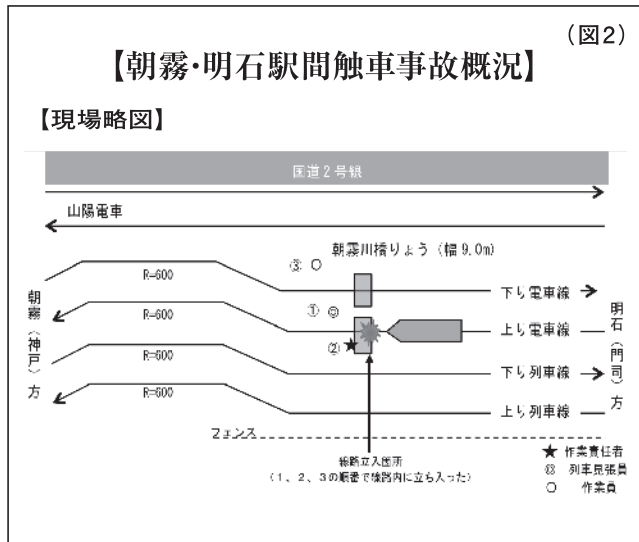 (図2)
【朝霧・明石駅間触車事故概況】
【現場略図】
国道2号線
山陽電車
朝霧川橋りょう (幅9.0m)
③ ○
R=600
下り電車線
① ◎
R=600
上り電車線
② ★
R=600
下り列車線
R=600
上り列車線
朝霧(神戸)方
明石(門司)方
フェンス
線路立入箇所
(1、2、3の順番で線路内に立ち入った)
★ 作業責任者
◎ 列車見張員
○ 作業員